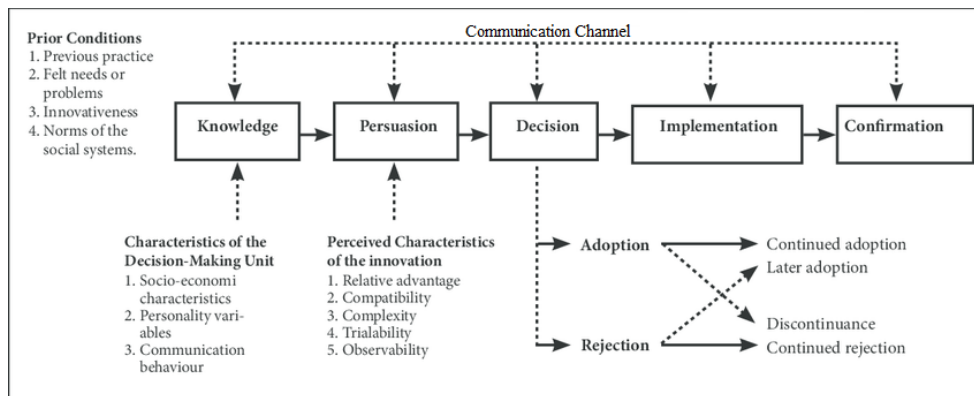 Communication Channel
Prior Conditions
1. Previous practice
2. Felt needs or
problems
3. Innovativeness
4. Norms of the
social systems.
Knowledge
Persuasion
Decision
Implementation
Confirmation
Characteristics of the
Decision-Making Unit
1. Socio-economi
characteristics
2. Personality vari-
ables
3. Communication
behaviour
Perceived Characteristics
of the innovation
1. Relative advantage
2. Compatibility
3. Complexity
4. Trialability
5. Observability
Adoption
Rejection
Continued adoption
Later adoption
Discontinuance
Continued rejection